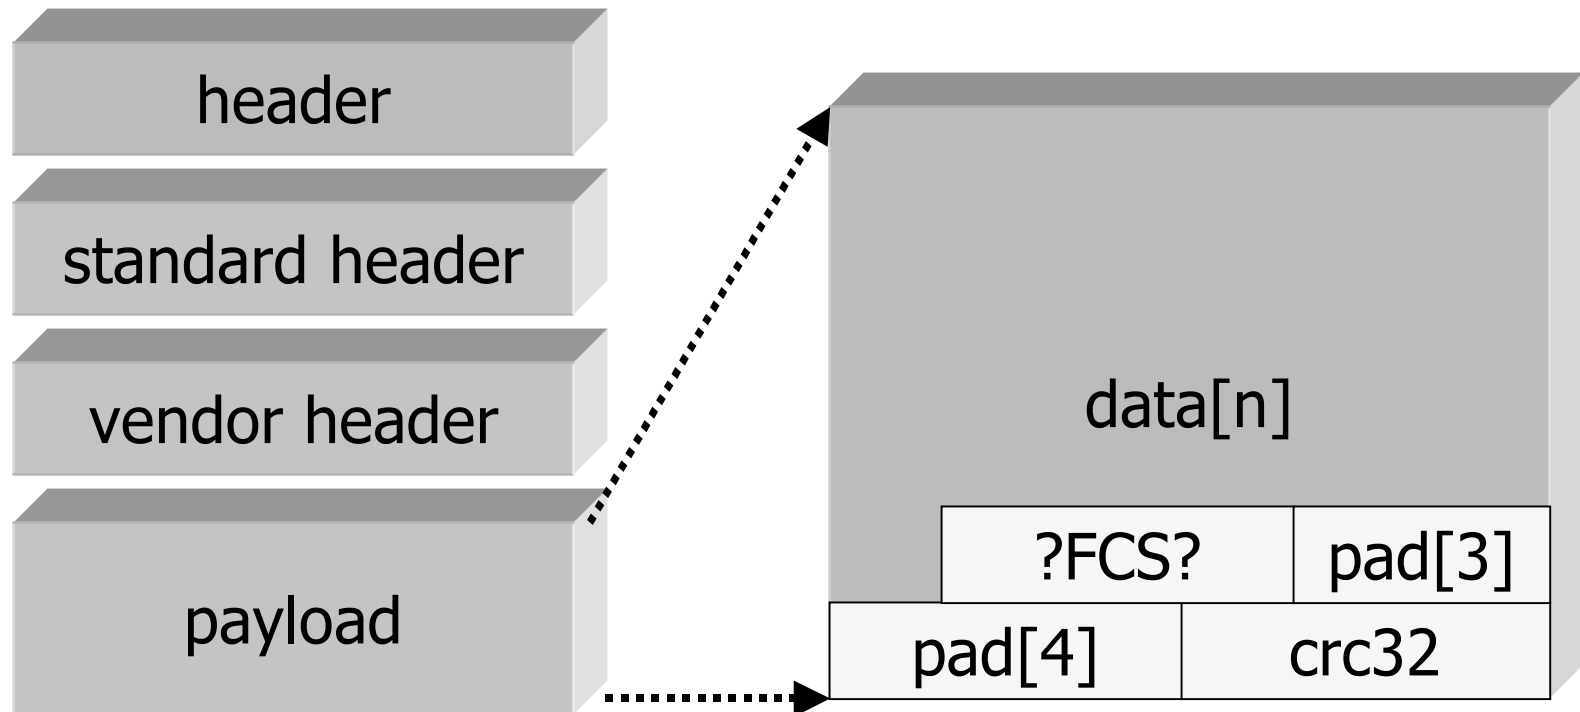 header
standard header
vendor header
payload
data[n]
?FCS?
pad[3]
pad[4]
crc32